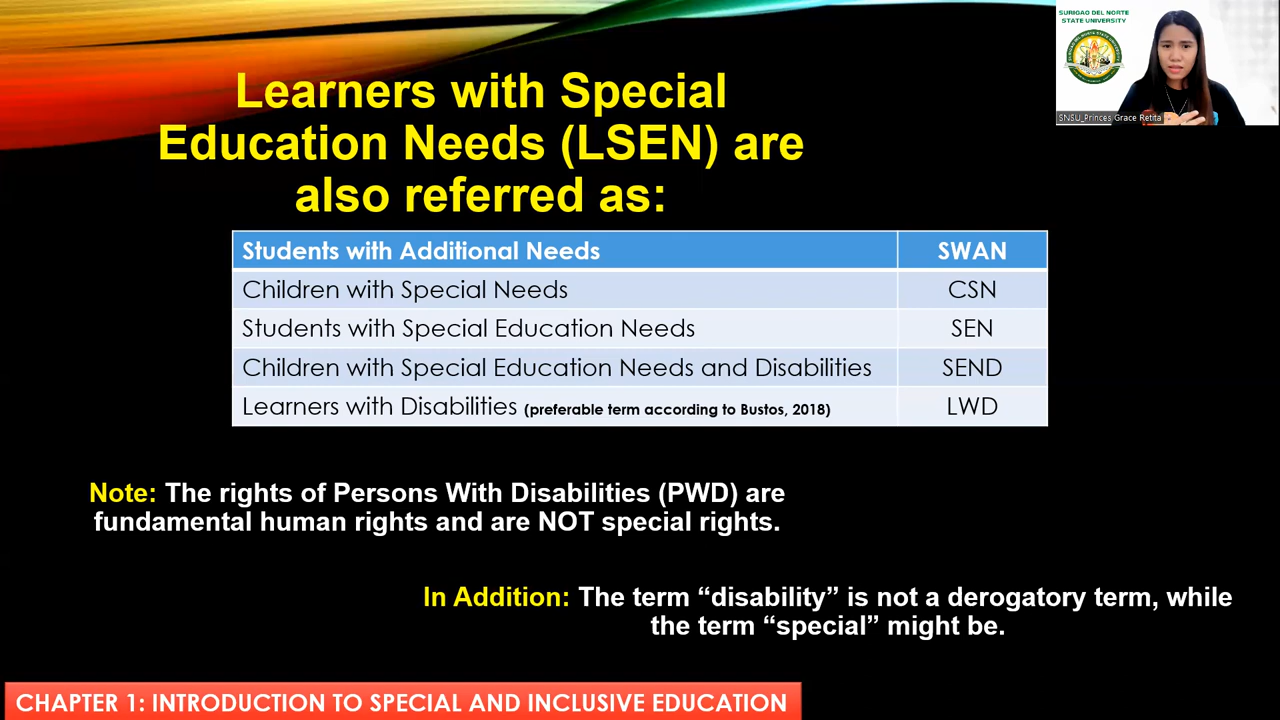 SURIGAO DEL NORTE
STATE UNIVERSITY
SNSU_Princes Grace Retita
Learners with Special
Education Needs (LSEN) are
also referred as:
Students with Additional Needs SWAN
Children with Special Needs CSN
Students with Special Education Needs SEN
Children with Special Education Needs and Disabilities SEND
Learners with Disabilities (preferable term according to Bustos, 2018) LWD
Note: The rights of Persons With Disabilities (PWD) are
fundamental human rights and are NOT special rights.
In Addition: The term “disability” is not a derogatory term, while
the term “special” might be.
CHAPTER 1: INTRODUCTION TO SPECIAL AND INCLUSIVE EDUCATION